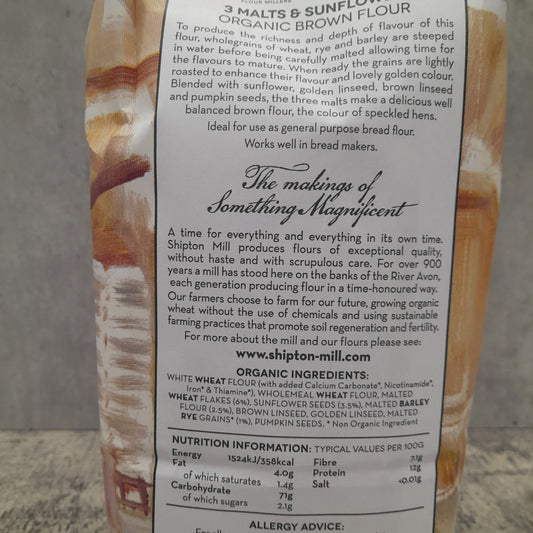 FLOUR MILLERS
3 MALTS & SUNFLOW
ORGANIC BROWN FLOUR
To produce the richness and depth of flavour of this
flour, wholegrains of wheat, rye and barley are steeped
in water before being carefully malted allowing time for
the flavours to mature. When ready the grains are lightly
roasted to enhance their flavour and lovely golden colour.
Blended with sunflower, golden linseed, brown linseed
and pumpkin seeds, the three malts make a delicious well
balanced brown flour, the colour of speckled hens.
Ideal for use as general purpose bread flour.
Works well in bread makers.
The makings of
Something Magnificent
A time for everything and everything in its own time.
Shipton Mill produces flours of exceptional quality,
without haste and with scrupulous care. For over 900
years a mill has stood here on the banks of the River Avon,
each generation producing flour in a time-honoured way.
Our farmers choose to farm for our future, growing organic
wheat without the use of chemicals and using sustainable
farming practices that promote soil regeneration and fertility.
For more about the mill and our flours please see:
www.shipton-mill.com
ORGANIC INGREDIENTS:
WHITE WHEAT FLOUR (with added Calcium Carbonate*, Nicotinamide*,
Iron* & Thiamine*), WHOLEMEAL WHEAT FLOUR, MALTED
WHEAT FLAKES (6%), SUNFLOWER SEEDS (3.5%), MALTED BARLEY
FLOUR (2.5%), BROWN LINSEED, GOLDEN LINSEED, MALTED
RYE GRAINS* (1%), PUMPKIN SEEDS. * Non Organic Ingredient
NUTRITION INFORMATION: TYPICAL VALUES PER 100G
Energy 1524kJ/358kcal Fibre 7.1g
Fat 4.0g Protein 12g
of which saturates 1.4g Salt <0.01g
Carbohydrate 71g
of which sugars 2.1g
ALLERGY ADVICE: